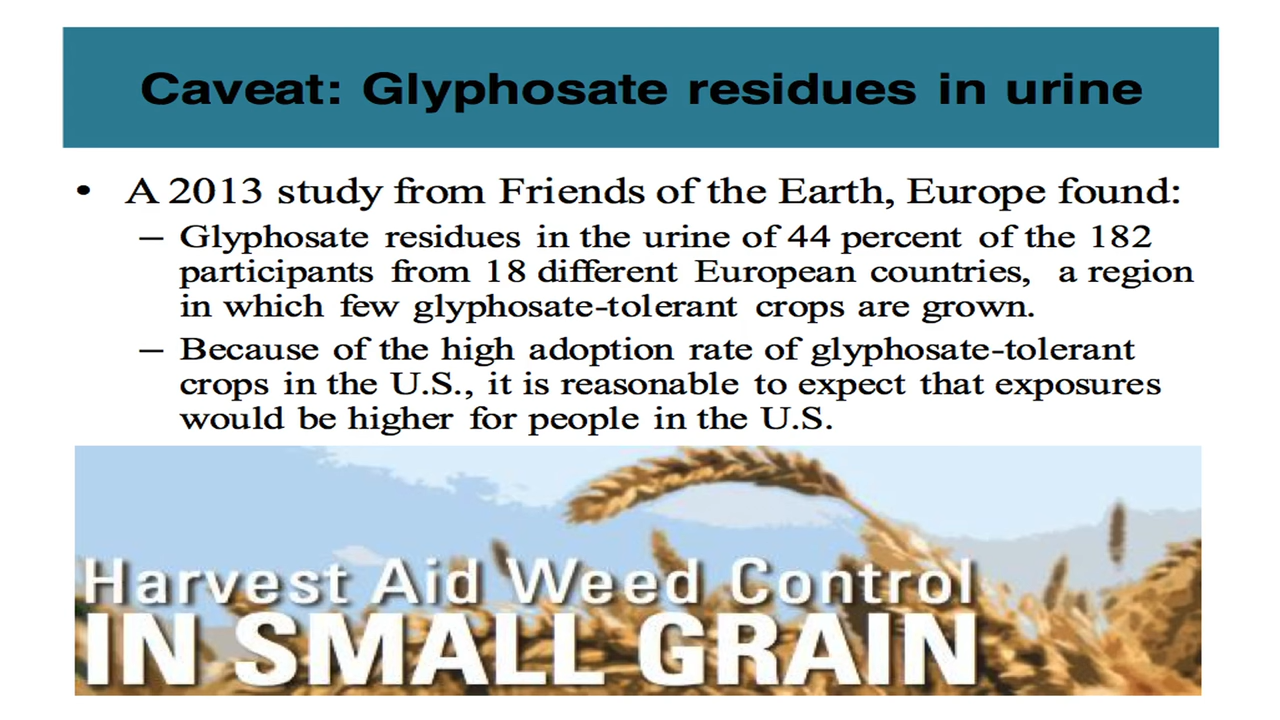 Caveat: Glyphosate residues in urine
• A 2013 study from Friends of the Earth, Europe found:
– Glyphosate residues in the urine of 44 percent of the 182
participants from 18 different European countries, a region
in which few glyphosate-tolerant crops are grown.
– Because of the high adoption rate of glyphosate-tolerant
crops in the U.S., it is reasonable to expect that exposures
would be higher for people in the U.S.
Harvest Aid Weed Control
IN SMALL GRAIN